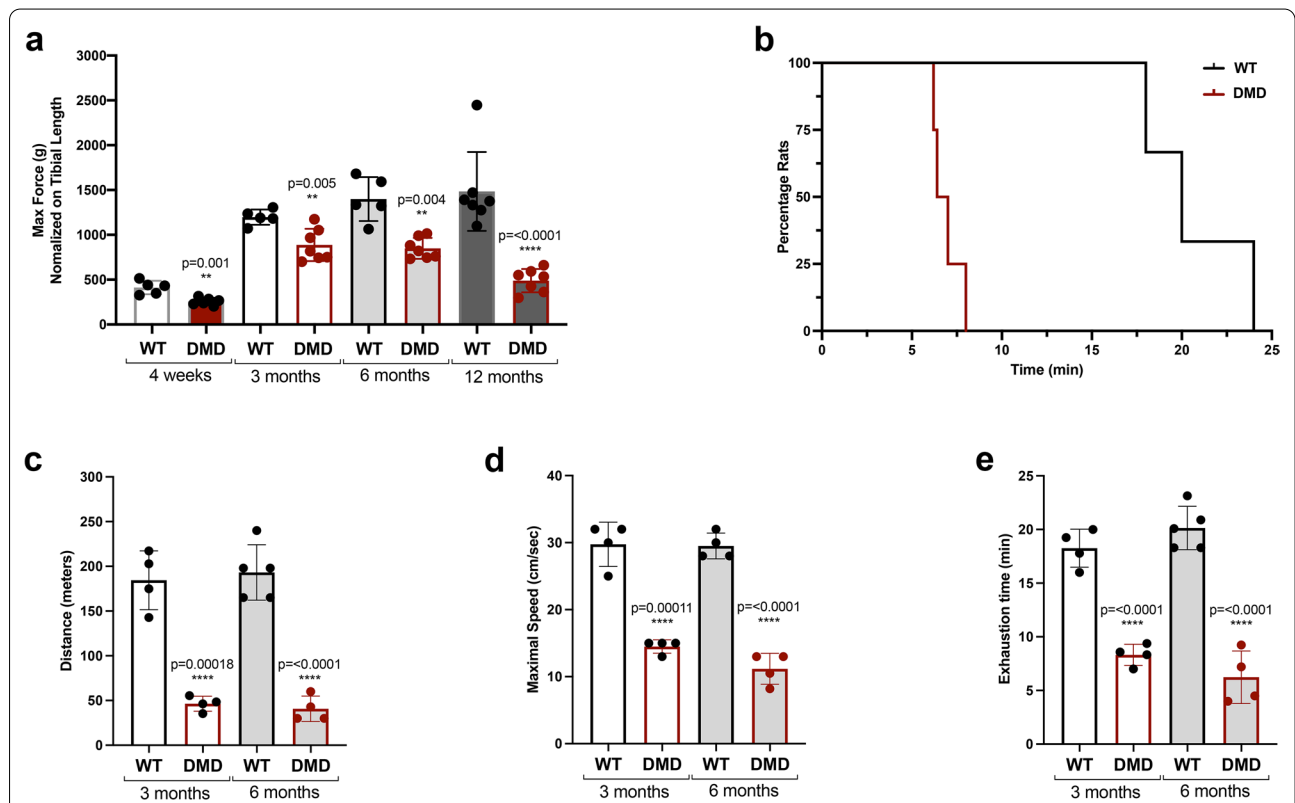 a
Max Force (g)
Nomalized on Tibial Length
3000
2500
2000
1500
1000
500
0
p=0.001
**
p=0.005
**
p=0.004
**
p=<0.0001
****
WT DMD WT DMD WT DMD WT DMD
4 weeks 3 months 6 months 12 months
b
Percentage Rats
100
75
50
25
0
WT
DMD
0 5 10 15 20 25
Time (min)
c
Distance (meters)
300
250
200
150
100
50
0
p=0.00018
****
p=<0.0001
****
WT DMD WT DMD
3 months 6 months
d
Maximal Speed (cm/sec)
40
30
20
10
0
p=0.00011
****
p=<0.0001
****
WT DMD WT DMD
3 months 6 months
e
Exhaustion time (min)
25
20
15
10
5
0
p=<0.0001
****
p=<0.0001
****
WT DMD WT DMD
3 months 6 months